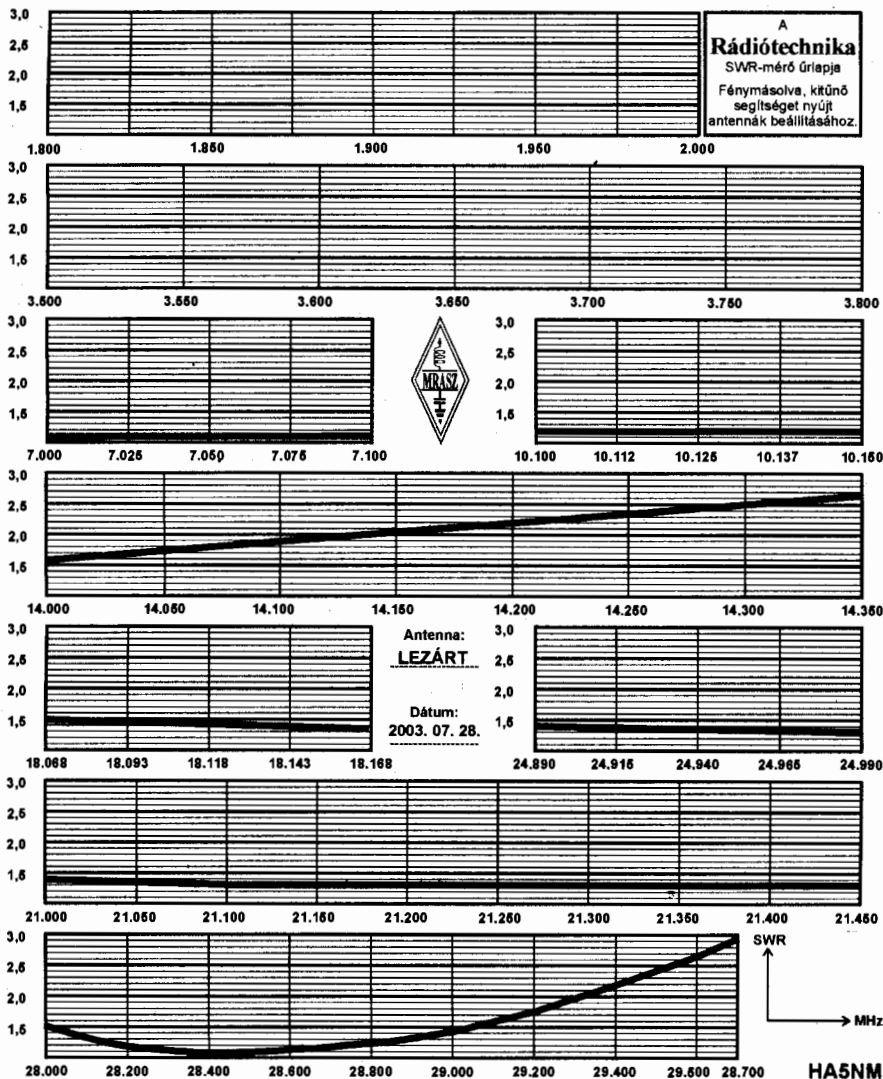 3,0
2,5
2,0
1,5
1.800 1.850 1.900 1.950 2.000
A
Rádiótechnika
SWR-mérő űrlapja
Fénymásolva, kitűnő
segítséget nyújt
antennák beállításához.
3,0
2,5
2,0
1,5
3.500 3.550 3.600 3.650 3.700 3.750 3.800
3,0
2,5
2,0
1,5
7.000 7.025 7.050 7.075 7.100
MRASZ
3,0
2,5
2,0
1,5
10.100 10.112 10.125 10.137 10.150
3,0
2,5
2,0
1,5
14.000 14.050 14.100 14.150 14.200 14.250 14.300 14.350
3,0
2,5
2,0
1,5
18.068 18.093 18.118 18.143 18.168
Antenna:
LEZÁRT
Dátum:
2003. 07. 28.
3,0
2,5
2,0
1,5
24.890 24.915 24.940 24.965 24.990
3,0
2,5
2,0
1,5
21.000 21.050 21.100 21.150 21.200 21.250 21.300 21.350 21.400 21.450
3,0
2,5
2,0
1,5
28.000 28.200 28.400 28.600 28.800 29.000 29.200 29.400 29.600 28.700
SWR
MHz
HA5NM